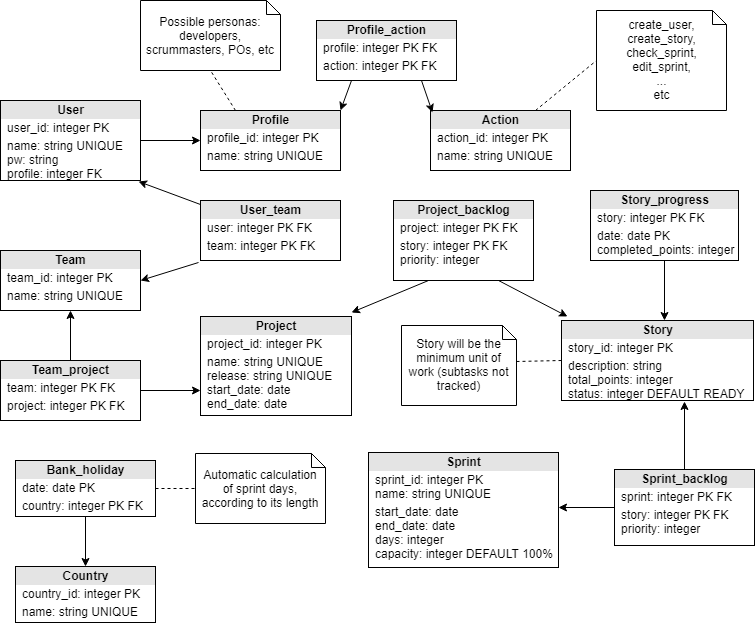 Possible personas:
developers,
scrummasters, POs, etc
Profile_action
profile: integer PK FK
action: integer PK FK
create_user,
create_story,
check_sprint,
edit_sprint,
...
etc
User
user_id: integer PK
name: string UNIQUE
pw: string
profile: integer FK
Profile
profile_id: integer PK
name: string UNIQUE
Action
action_id: integer PK
name: string UNIQUE
User_team
user: integer PK FK
team: integer PK FK
Project_backlog
project: integer PK FK
story: integer PK FK
priority: integer
Story_progress
story: integer PK FK
date: date PK
completed_points: integer
Team
team_id: integer PK
name: string UNIQUE
Project
project_id: integer PK
name: string UNIQUE
release: string UNIQUE
start_date: date
end_date: date
Story will be the
minimum unit of
work (subtasks not
tracked)
Story
story_id: integer PK
description: string
total_points: integer
status: integer DEFAULT READY
Team_project
team: integer PK FK
project: integer PK FK
Bank_holiday
date: date PK
country: integer PK FK
Automatic calculation
of sprint days,
according to its length
Sprint
sprint_id: integer PK
name: string UNIQUE
start_date: date
end_date: date
days: integer
capacity: integer DEFAULT 100%
Sprint_backlog
sprint: integer PK FK
story: integer PK FK
priority: integer
Country
country_id: integer PK
name: string UNIQUE